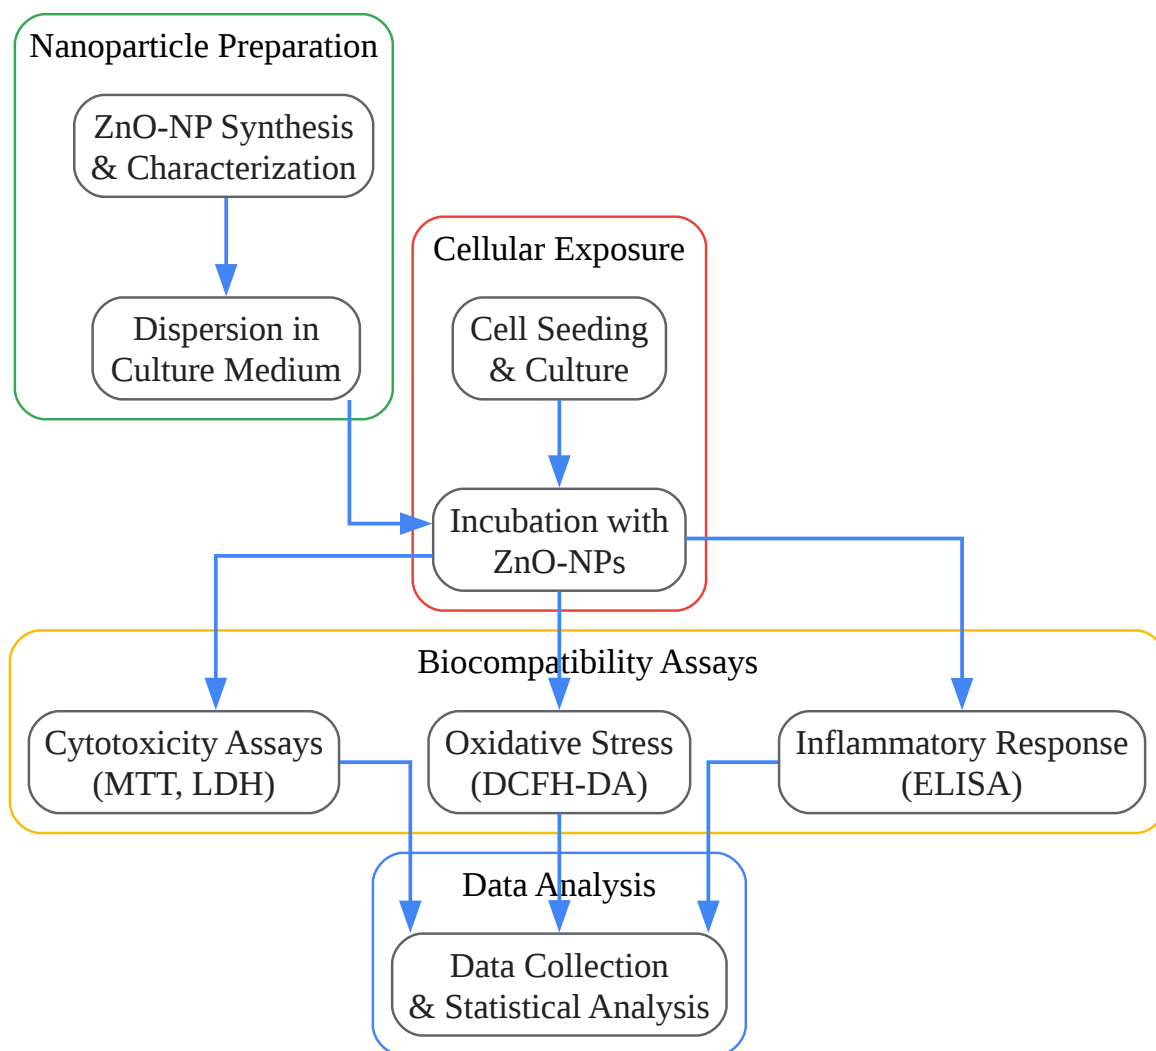 Nanoparticle Preparation
ZnO-NP Synthesis
& Characterization
Dispersion in
Culture Medium
Cellular Exposure
Cell Seeding
& Culture
Incubation with
ZnO-NPs
Biocompatibility Assays
Cytotoxicity Assays
(MTT, LDH)
Oxidative Stress
(DCFH-DA)
Inflammatory Response
(ELISA)
Data Analysis
Data Collection
& Statistical Analysis